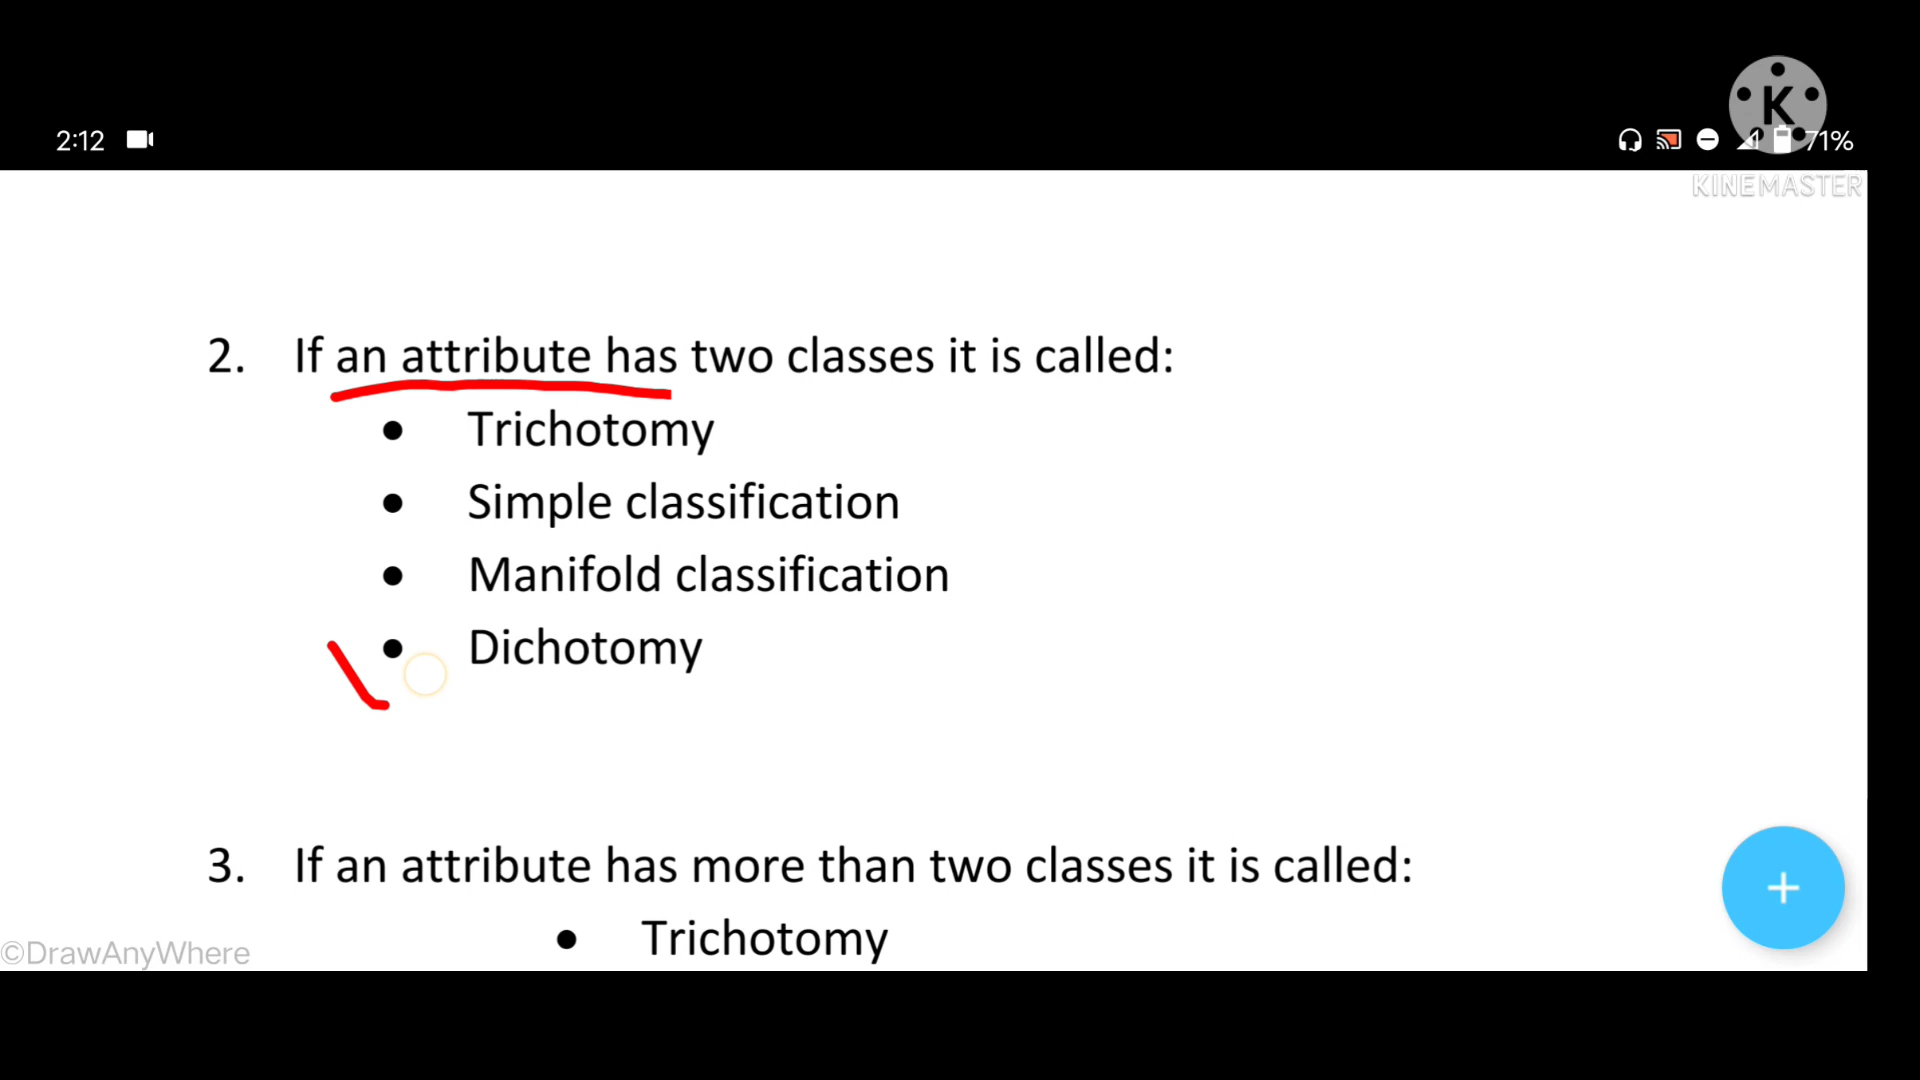 2:12
71%
K
KINEMASTER
2. If an attribute has two classes it is called:
• Trichotomy
• Simple classification
• Manifold classification
• Dichotomy
3. If an attribute has more than two classes it is called:
• Trichotomy
+
©DrawAnyWhere